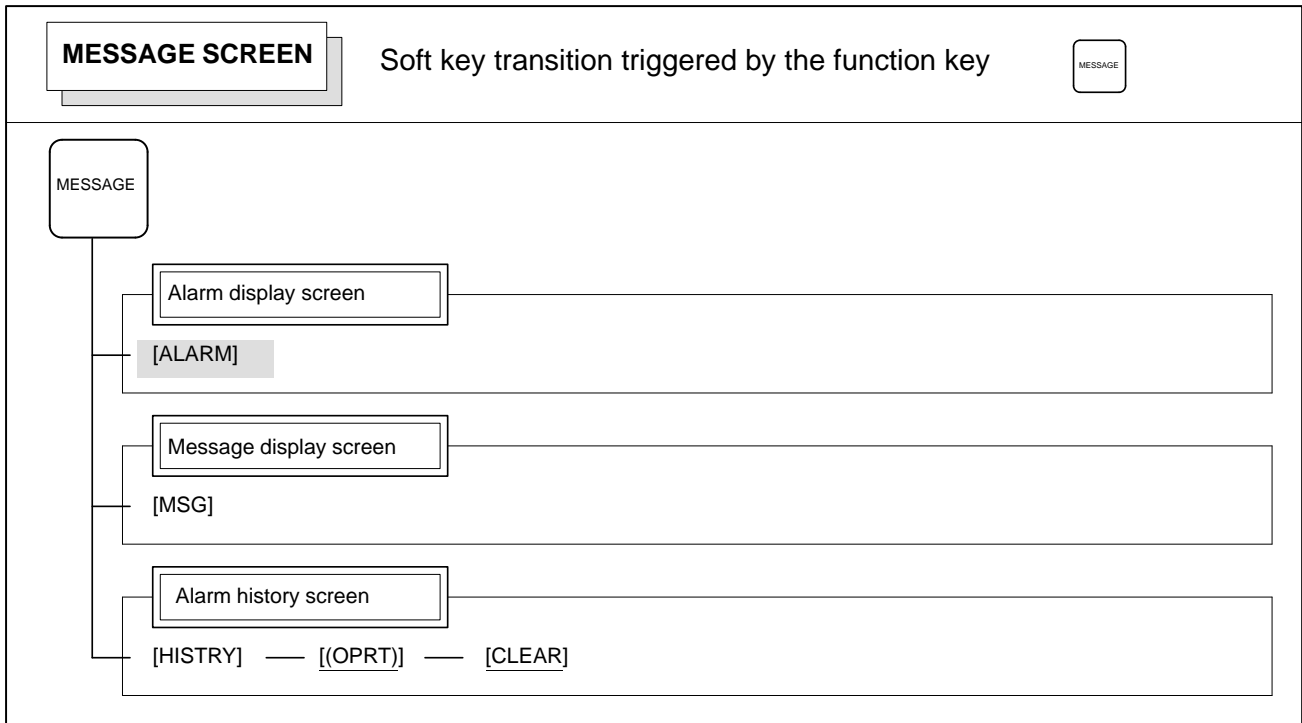 MESSAGE SCREEN
Soft key transition triggered by the function key
MESSAGE
MESSAGE
Alarm display screen
[ALARM]
Message display screen
[MSG]
Alarm history screen
[HISTRY] [(OPRT)] [CLEAR]